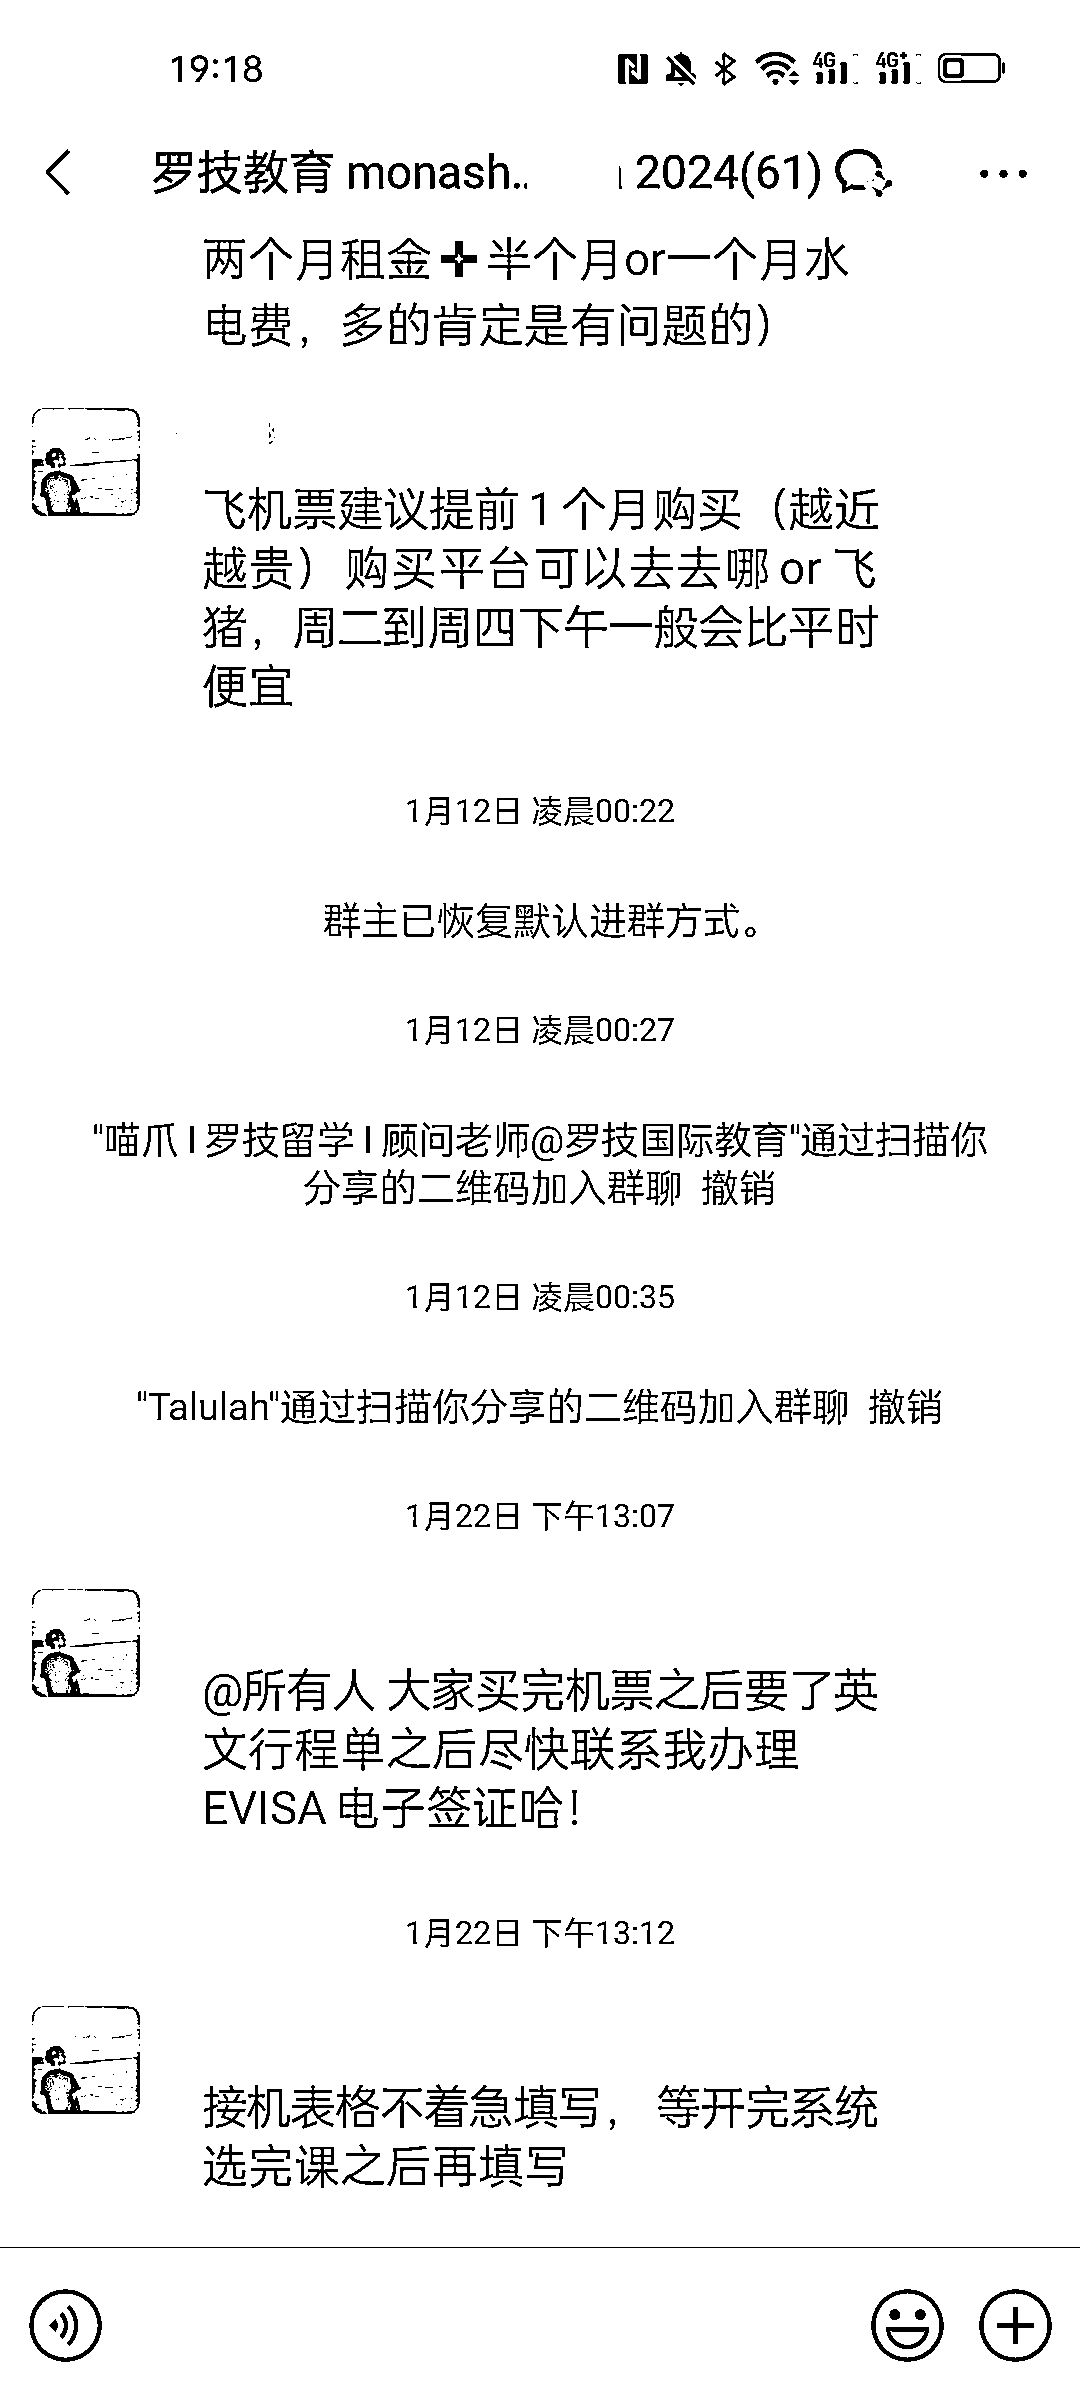 19:18
4G 4G+
罗技教育 monash.. 2024(61)
两个月租金➕半个月or一个月水
电费，多的肯定是有问题的）
飞机票建议提前1个月购买（越近
越贵）购买平台可以去去哪 or 飞
猪，周二到周四下午一般会比平时
便宜
1月12日 凌晨00:22
群主已恢复默认进群方式。
1月12日 凌晨00:27
"喵爪 I 罗技留学 I 顾问老师@罗技国际教育"通过扫描你
分享的二维码加入群聊 撤销
1月12日 凌晨00:35
"Talulah"通过扫描你分享的二维码加入群聊 撤销
1月22日 下午13:07
@所有人 大家买完机票之后要了英
文行程单之后尽快联系我办理
EVISA 电子签证哈！
1月22日 下午13:12
接机表格不着急填写， 等开完系统
选完课之后再填写